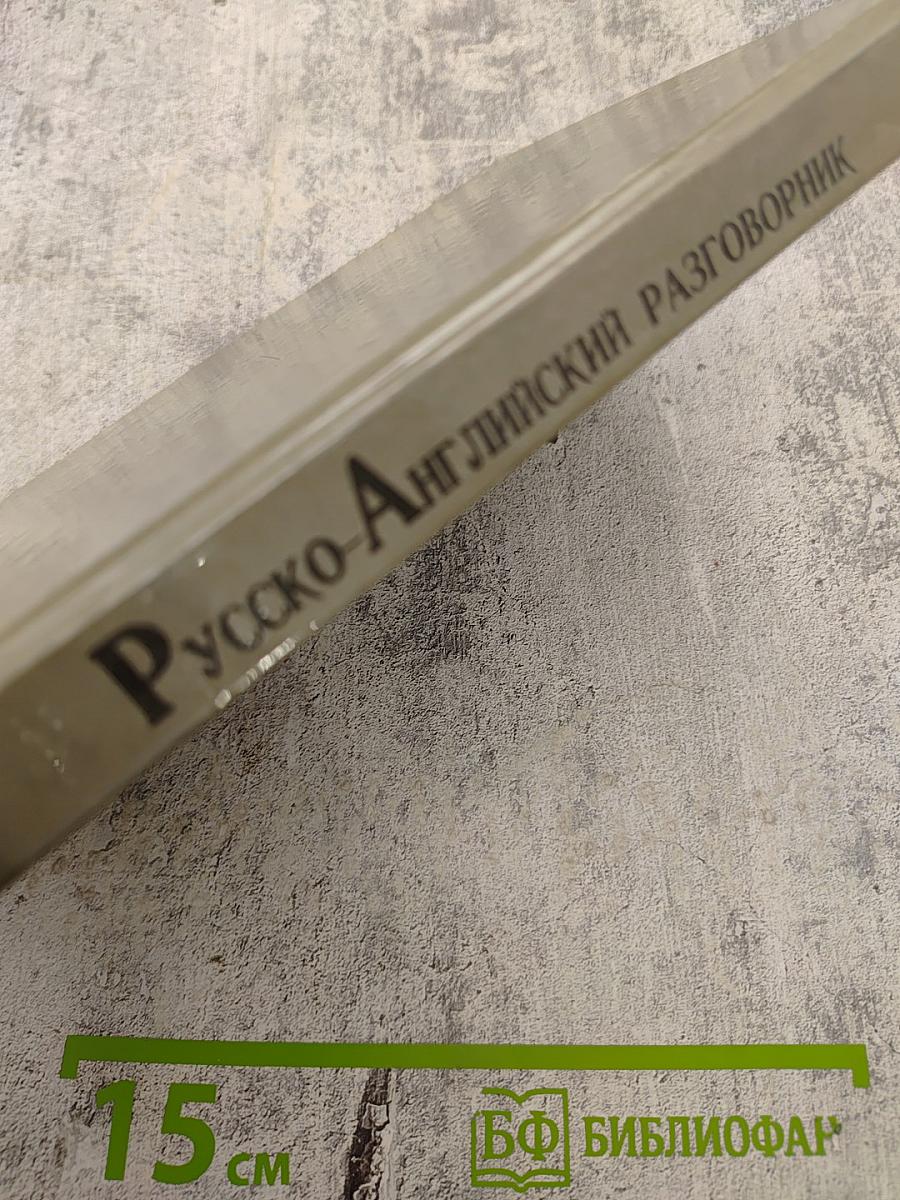 Русско-Английский разговорник
15 см
БФ БИБЛИОФАН